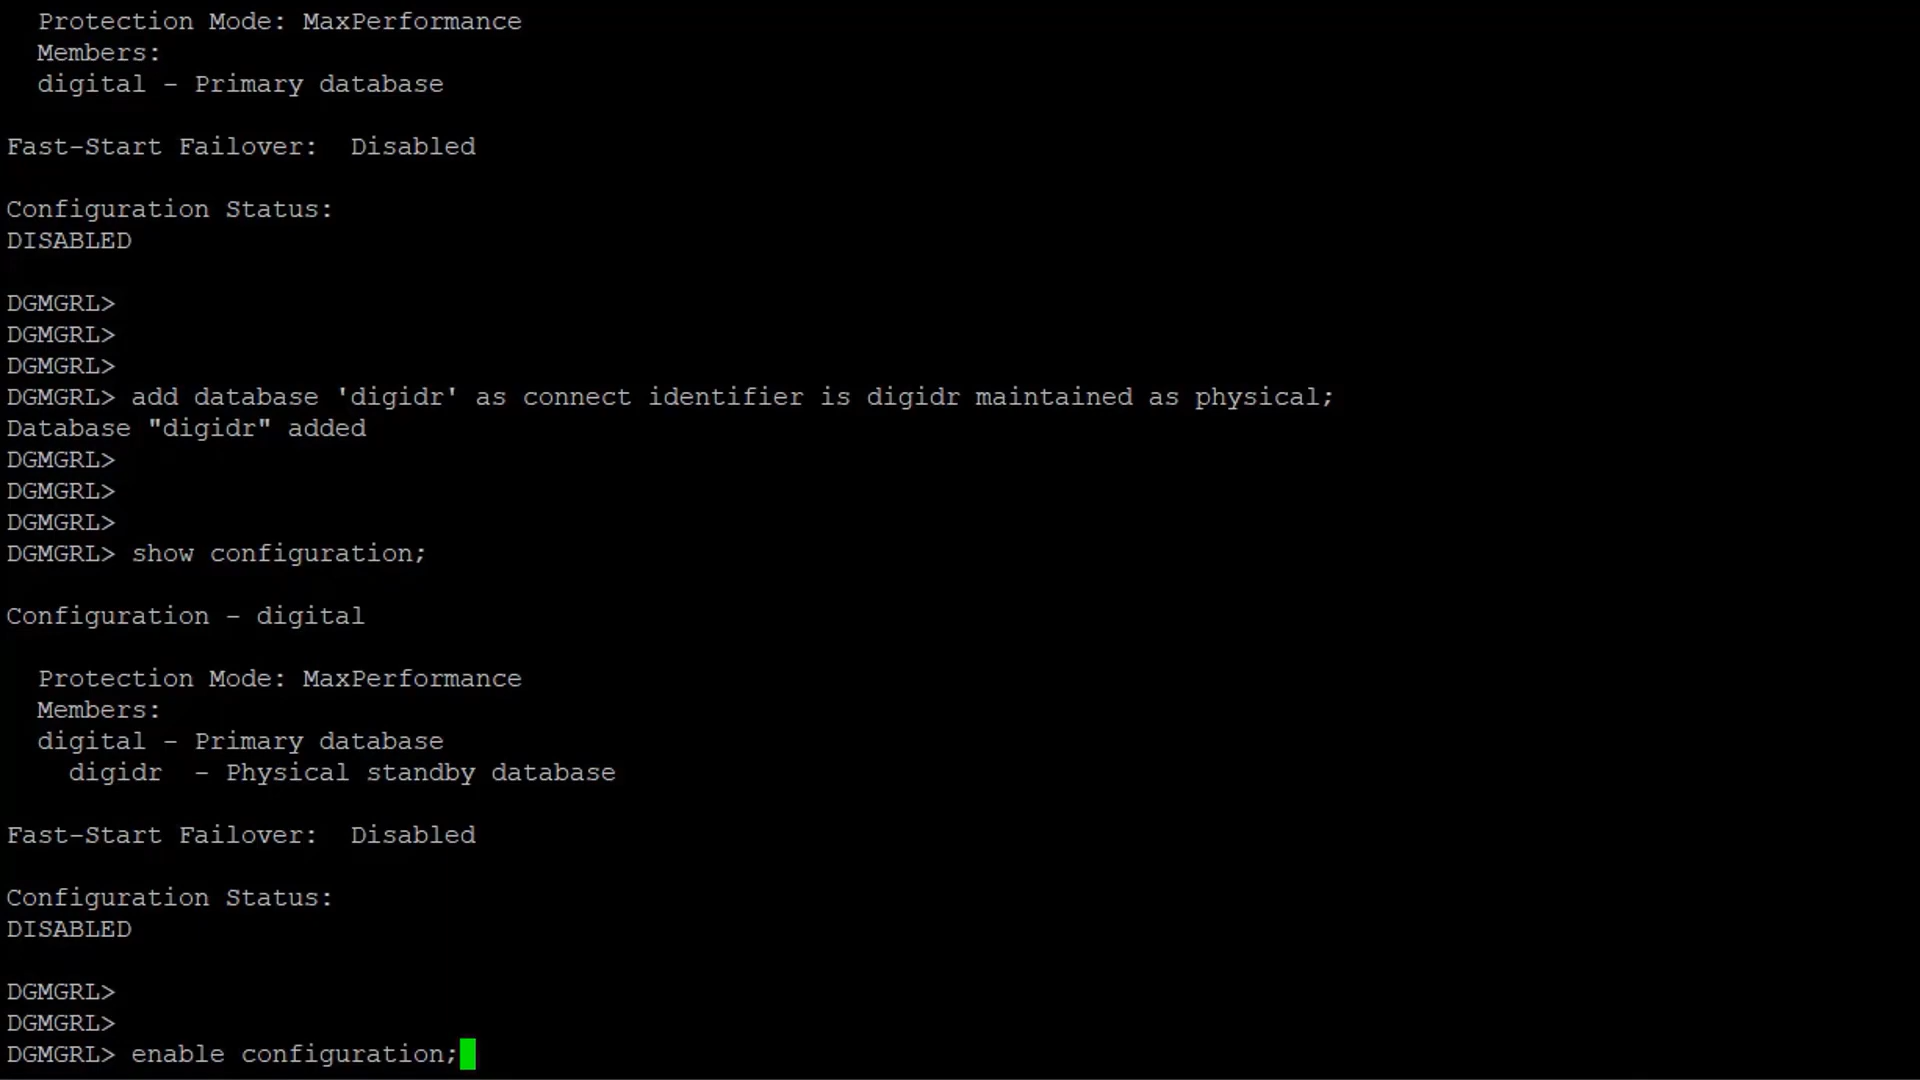 Protection Mode: MaxPerformance
Members:
digital - Primary database
Fast-Start Failover:  Disabled
Configuration Status:
DISABLED
DGMGRL>
DGMGRL>
DGMGRL>
DGMGRL> add database 'digidr' as connect identifier is digidr maintained as physical;
Database "digidr" added
DGMGRL>
DGMGRL>
DGMGRL>
DGMGRL> show configuration;
Configuration - digital
Protection Mode: MaxPerformance
Members:
digital - Primary database
digidr  - Physical standby database
Fast-Start Failover:  Disabled
Configuration Status:
DISABLED
DGMGRL>
DGMGRL>
DGMGRL> enable configuration;